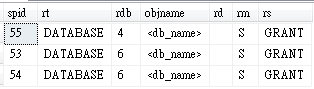 spid rt rdb objname rd rm rs
55 DATABASE 4 <db_name> S GRANT
53 DATABASE 6 <db_name> S GRANT
54 DATABASE 6 <db_name> S GRANT